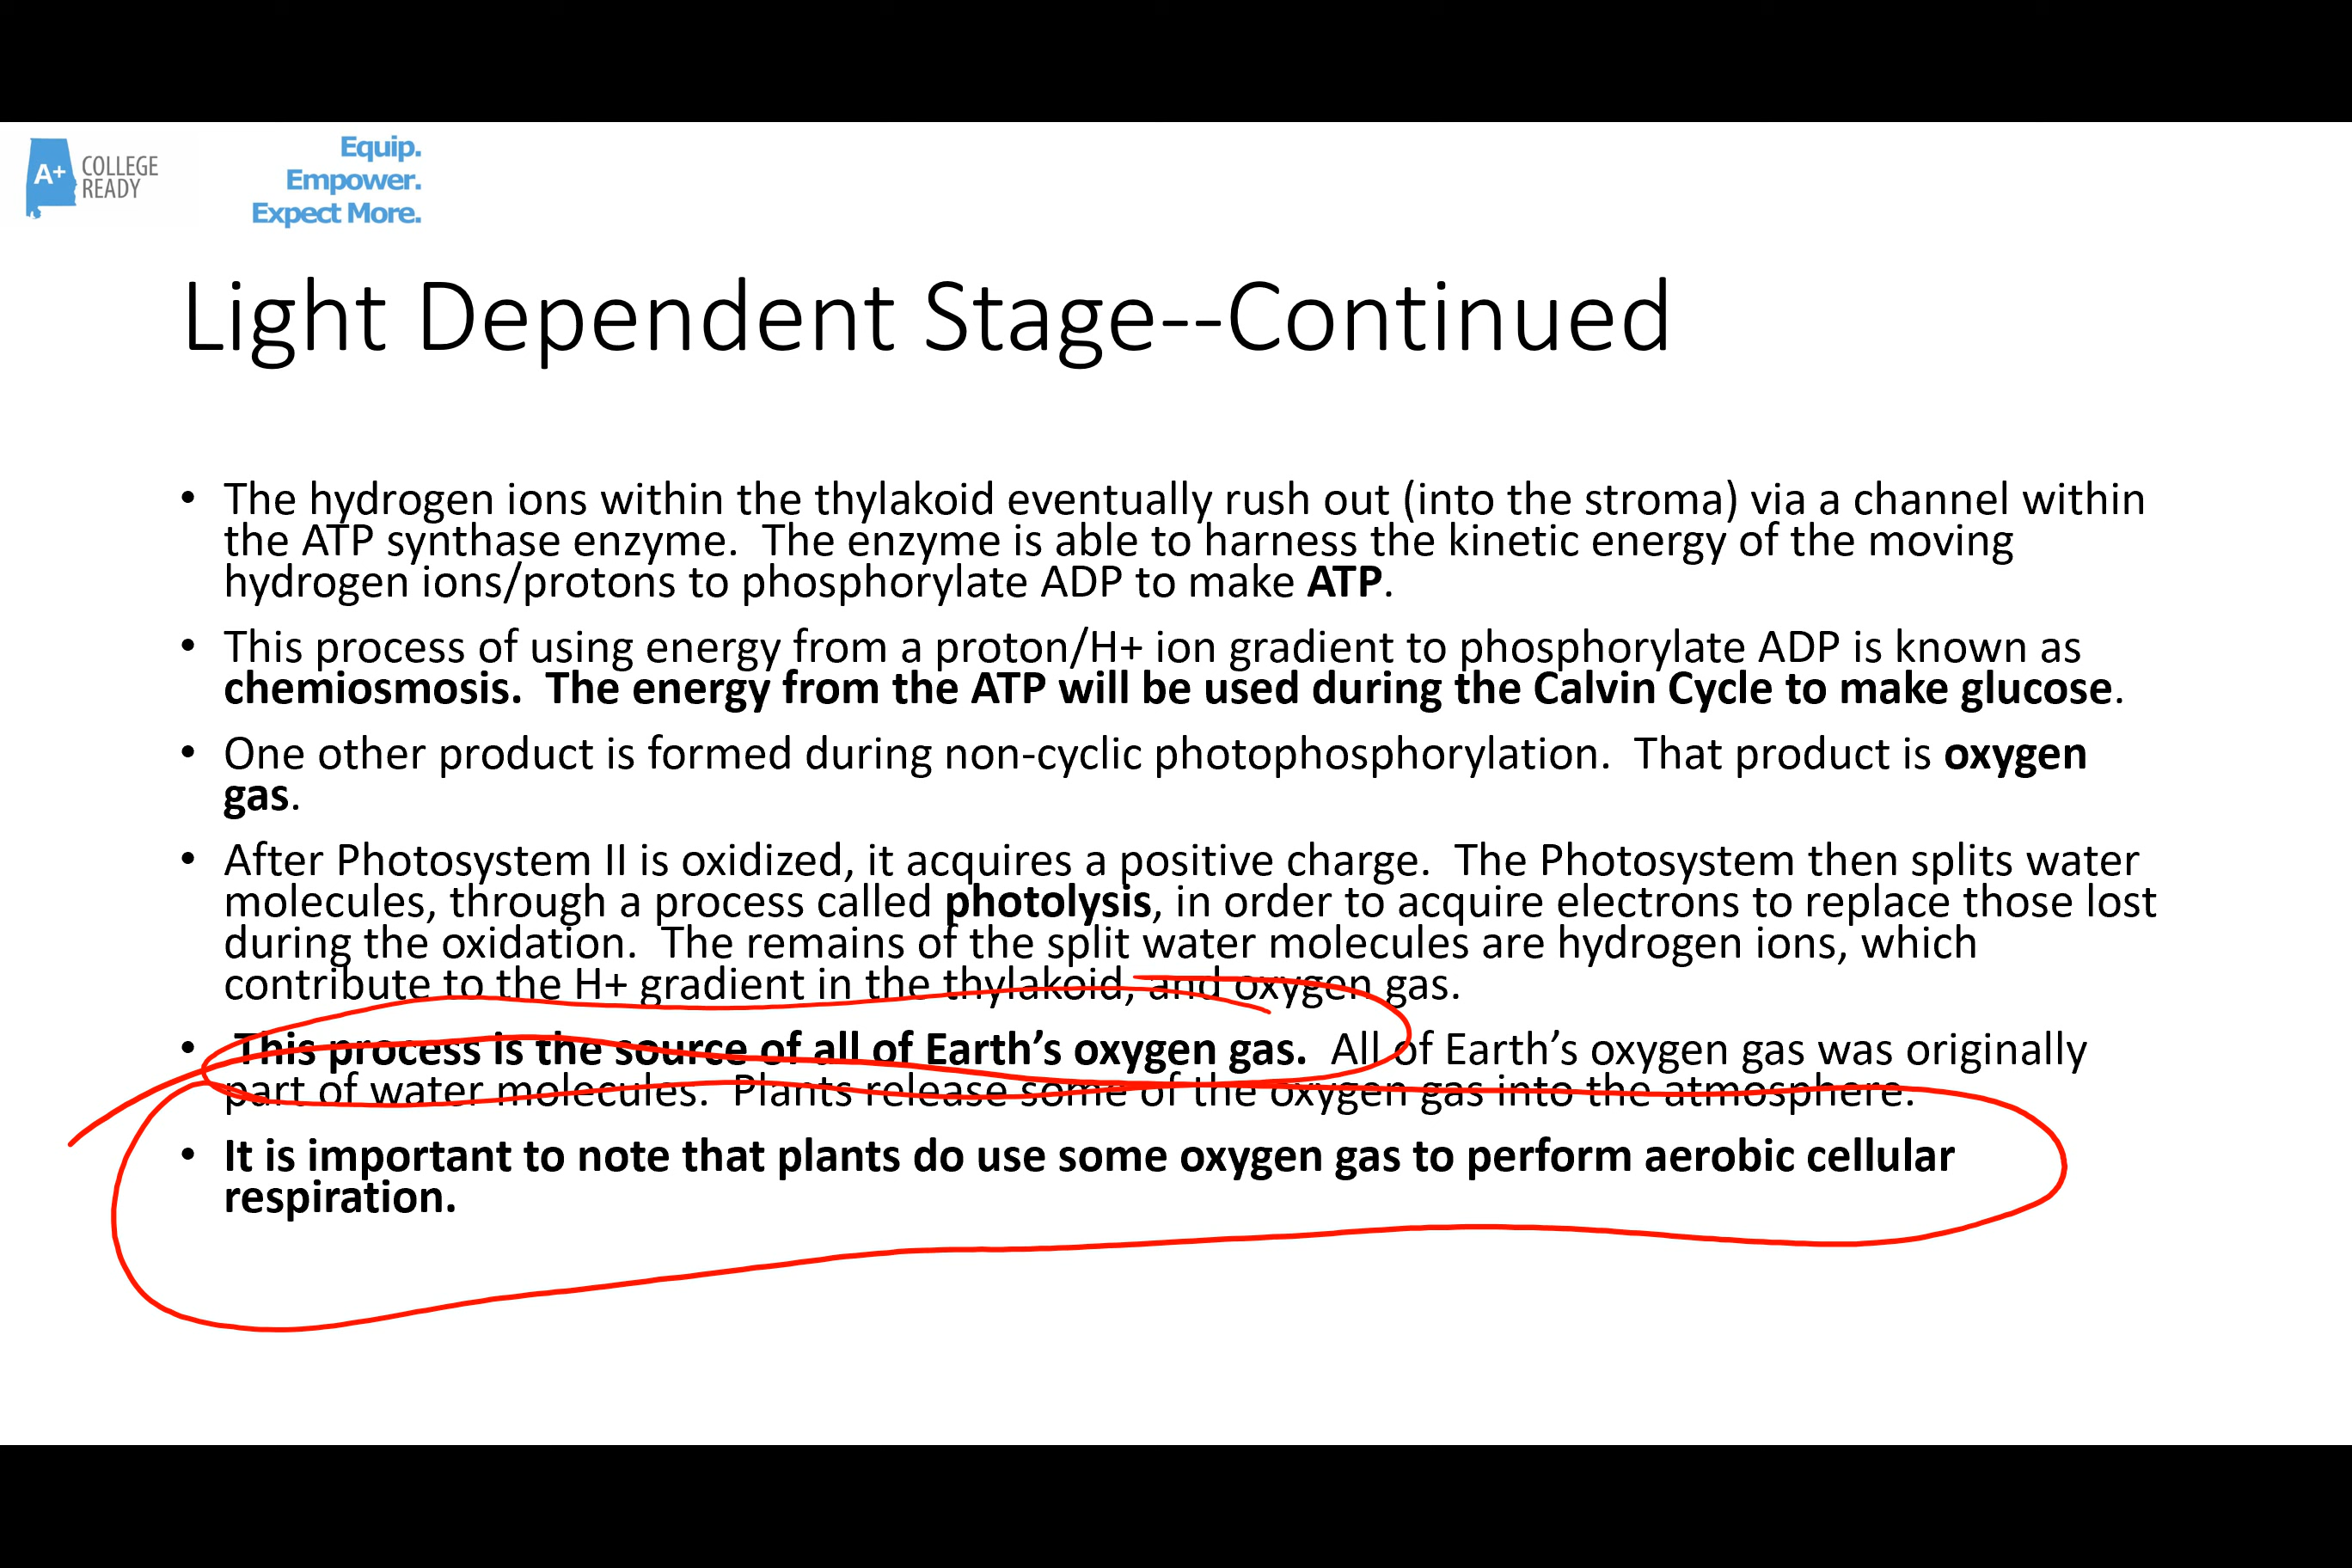 A+ COLLEGE
READY
Equip.
Empower.
Expect More.
Light Dependent Stage--Continued
• The hydrogen ions within the thylakoid eventually rush out (into the stroma) via a channel within
the ATP synthase enzyme.  The enzyme is able to harness the kinetic energy of the moving
hydrogen ions/protons to phosphorylate ADP to make ATP.
• This process of using energy from a proton/H+ ion gradient to phosphorylate ADP is known as
chemiosmosis.  The energy from the ATP will be used during the Calvin Cycle to make glucose.
• One other product is formed during non-cyclic photophosphorylation.  That product is oxygen
gas.
• After Photosystem II is oxidized, it acquires a positive charge.  The Photosystem then splits water
molecules, through a process called photolysis, in order to acquire electrons to replace those lost
during the oxidation.  The remains of the split water molecules are hydrogen ions, which
contribute to the H+ gradient in the thylakoid, and oxygen gas.
• This process is the source of all of Earth’s oxygen gas.  All of Earth’s oxygen gas was originally
part of water molecules.  Plants release some of the oxygen gas into the atmosphere.
• It is important to note that plants do use some oxygen gas to perform aerobic cellular
respiration.